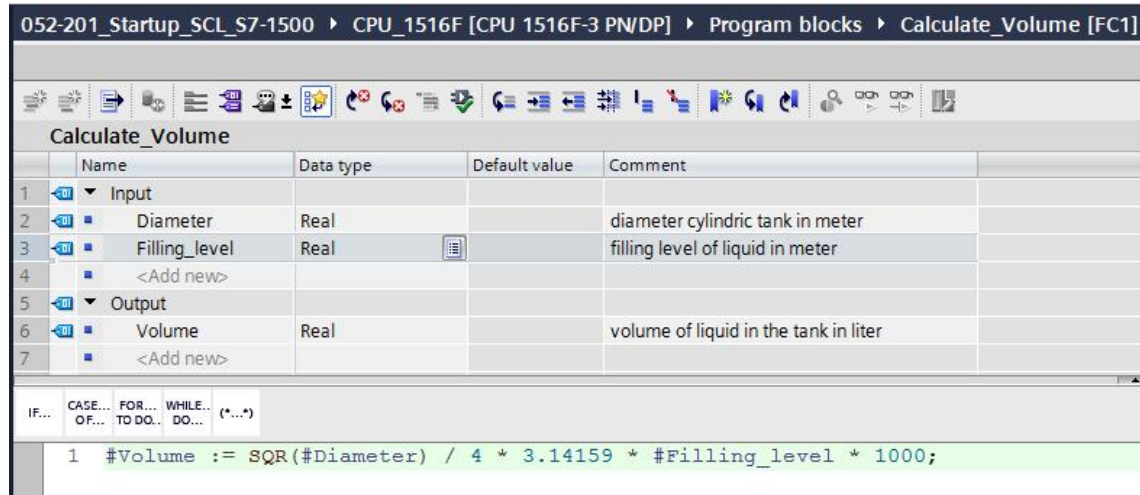 052-201_Startup_SCL_S7-1500 ▸ CPU_1516F [CPU 1516F-3 PN/DP] ▸ Program blocks ▸ Calculate_Volume [FC1]
Calculate_Volume
Name Data type Default value Comment
1 Input
2 Diameter Real diameter cylindric tank in meter
3 Filling_level Real filling level of liquid in meter
4 <Add new>
5 Output
6 Volume Real volume of liquid in the tank in liter
7 <Add new>
IF... CASE... FOR... WHILE.. (*...*)
OF... TO DO.. DO...
1 #Volume := SQR(#Diameter) / 4 * 3.14159 * #Filling_level * 1000;